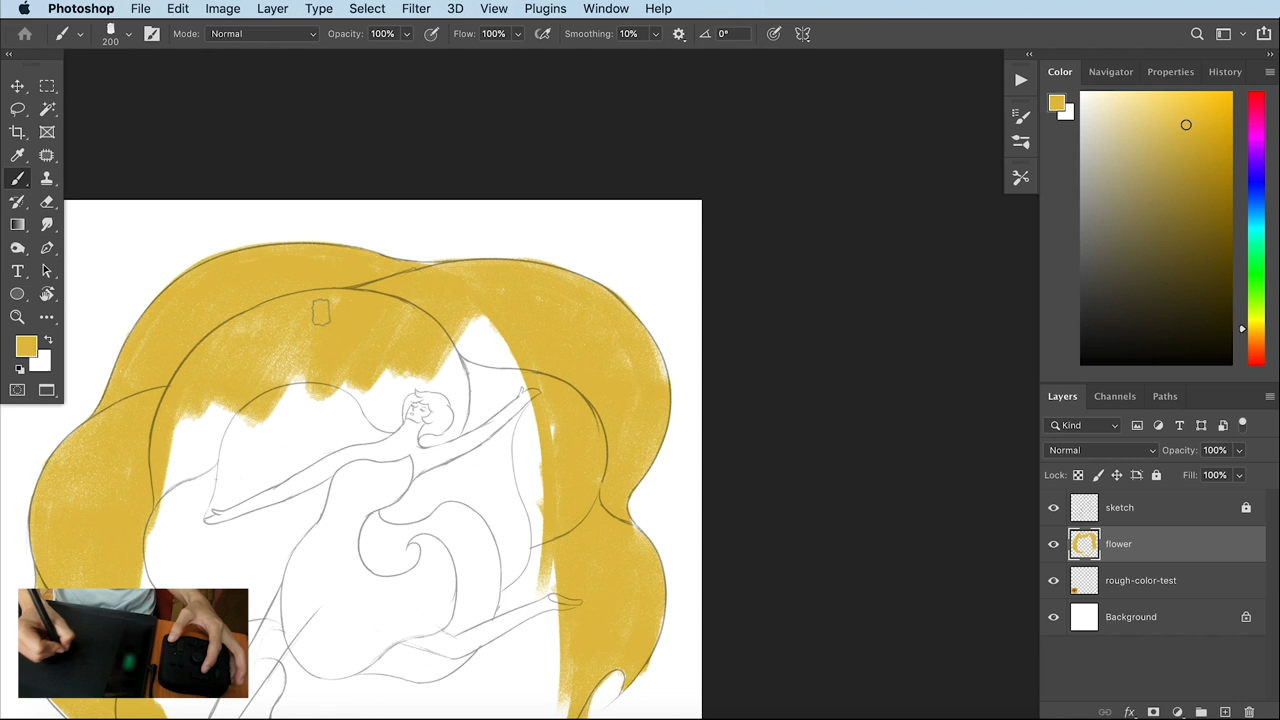 Photoshop File Edit Image Layer Type Select Filter 3D View Plugins Window Help
200 Mode: Normal Opacity: 100% Flow: 100% Smoothing: 10% 0°
Color Navigator Properties History
Layers Channels Paths
Kind
Normal Opacity: 100%
Lock: Fill: 100%
sketch
flower
rough-color-test
Background